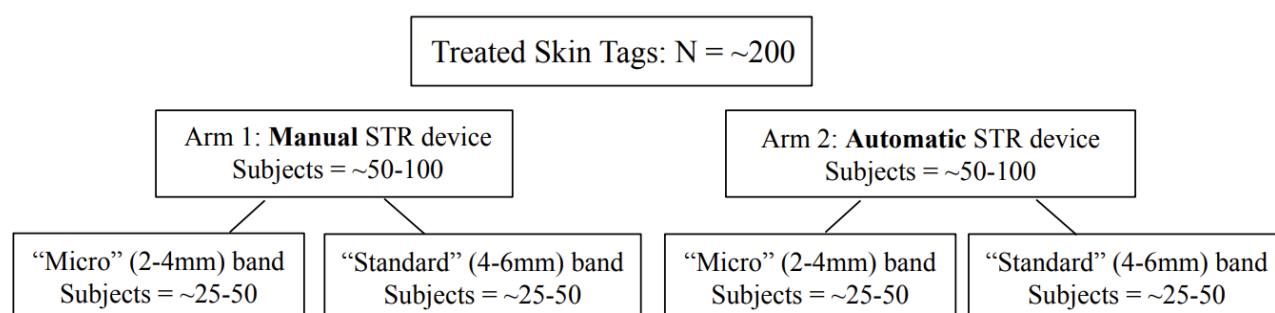 Treated Skin Tags: N = ~200
Arm 1: Manual STR device
Subjects = ~50-100
Arm 2: Automatic STR device
Subjects = ~50-100
“Micro” (2-4mm) band
Subjects = ~25-50
“Standard” (4-6mm) band
Subjects = ~25-50
“Micro” (2-4mm) band
Subjects = ~25-50
“Standard” (4-6mm) band
Subjects = ~25-50